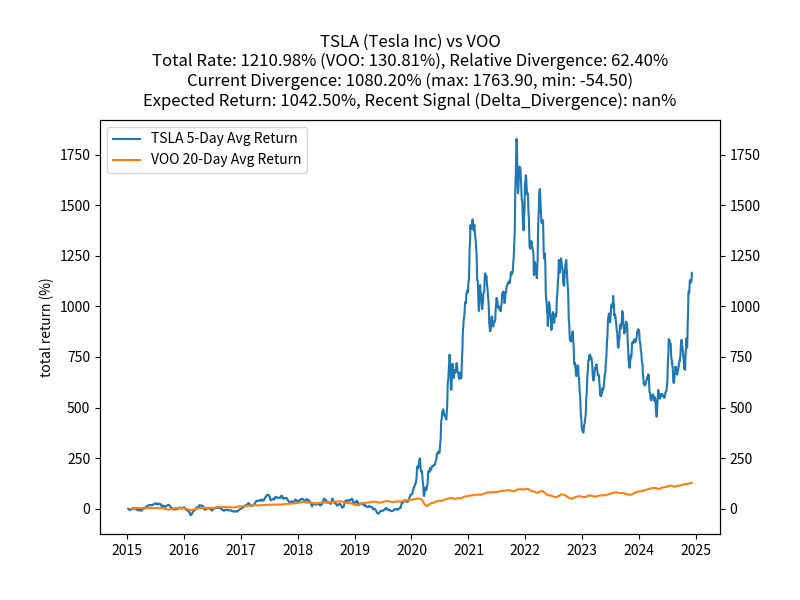 TSLA (Tesla Inc) vs VOO
Total Rate: 1210.98% (VOO: 130.81%), Relative Divergence: 62.40%
Current Divergence: 1080.20% (max: 1763.90, min: -54.50)
Expected Return: 1042.50%, Recent Signal (Delta_Divergence): nan%
TSLA 5-Day Avg Return
VOO 20-Day Avg Return
total return (%)
1750 1750
1500 1500
1250 1250
1000 1000
750 750
500 500
250 250
0 0
2015 2016 2017 2018 2019 2020 2021 2022 2023 2024 2025